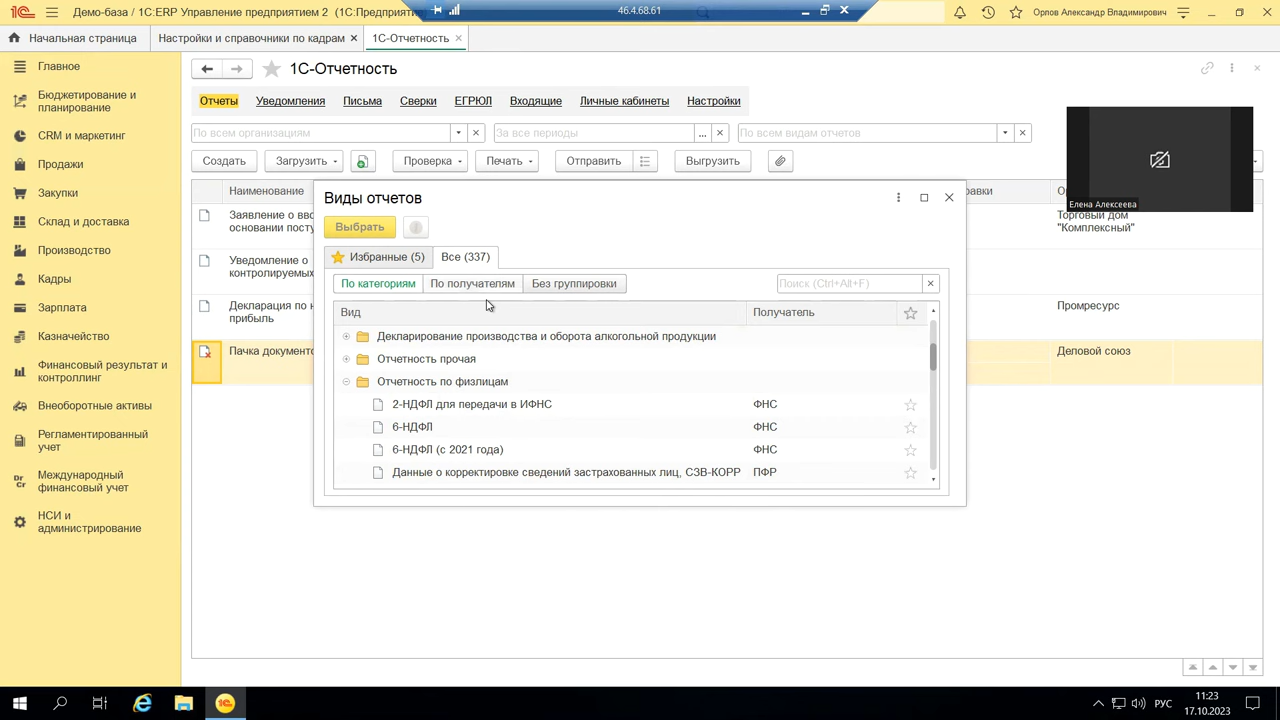 Демо-база / 1С:ERP Управление предприятием 2 (1С:Предприятие
46.4.68.61
Орлов Александр Владимирович
Начальная страница
Настройки и справочники по кадрам
1С-Отчетность
Главное
Бюджетирование и
планирование
CRM и маркетинг
Продажи
Закупки
Склад и доставка
Производство
Кадры
Зарплата
Казначейство
Финансовый результат и
контроллинг
Внеоборотные активы
Регламентированный
учет
Международный
финансовый учет
НСИ и
администрирование
1С-Отчетность
Отчеты
Уведомления
Письма
Сверки
ЕГРЮЛ
Входящие
Личные кабинеты
Настройки
По всем организациям
За все периоды
...
По всем видам отчетов
Создать
Загрузить
Проверка
Печать
Отправить
Выгрузить
Наименование
Заявление о вво
основании посту
Торговый дом
"Комплексный"
Уведомление о
контролируемых
Декларация по н
прибыль
Промресурс
Пачка документо
Деловой союз
Елена Алексеева
Виды отчетов
Выбрать
Избранные (5)
Все (337)
По категориям
По получателям
Без группировки
Поиск (Ctrl+Alt+F)
Вид
Получатель
Декларирование производства и оборота алкогольной продукции
Отчетность прочая
Отчетность по физлицам
2-НДФЛ для передачи в ИФНС
ФНС
6-НДФЛ
ФНС
6-НДФЛ (с 2021 года)
ФНС
Данные о корректировке сведений застрахованных лиц, СЗВ-КОРР
ПФР
РУС
11:23
17.10.2023